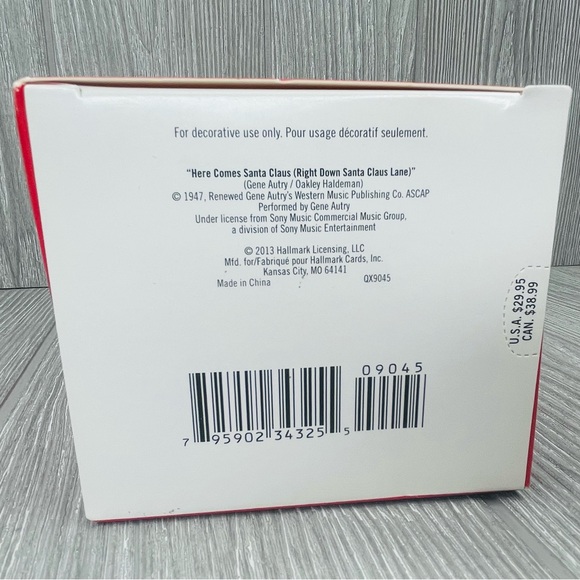 For decorative use only. Pour usage décoratif seulement.
“Here Comes Santa Claus (Right Down Santa Claus Lane)”
(Gene Autry / Oakley Haldeman)
© 1947, Renewed Gene Autry's Western Music Publishing Co. ASCAP
Performed by Gene Autry
Under license from Sony Music Commercial Music Group,
a division of Sony Music Entertainment
© 2013 Hallmark Licensing, LLC
Mfd. for/Fabriqué pour Hallmark Cards, Inc.
Kansas City, MO 64141
Made in China QX9045
U.S.A. $29.95
CAN. $38.99
09045
7 95902 34325 5